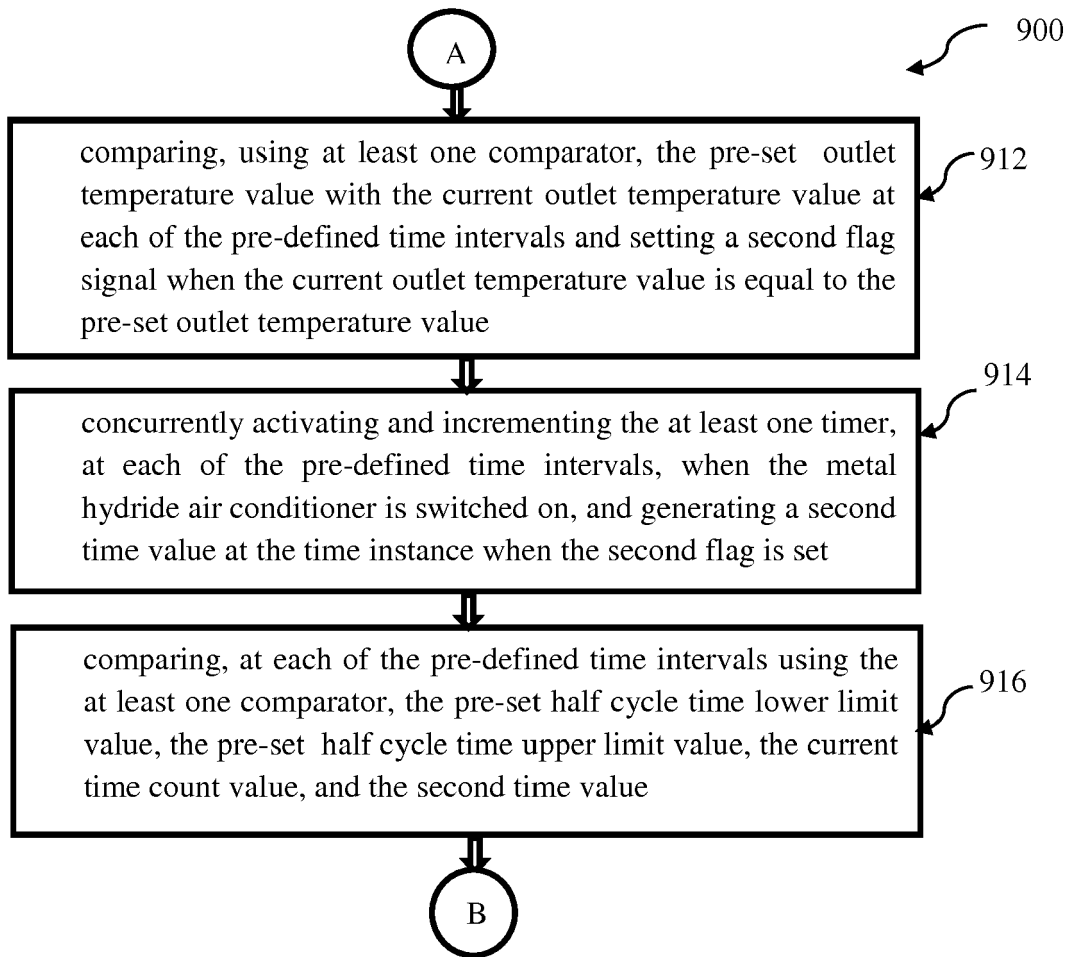 900
A
comparing, using at least one comparator, the pre-set outlet
temperature value with the current outlet temperature value at
each of the pre-defined time intervals and setting a second flag
signal when the current outlet temperature value is equal to the
pre-set outlet temperature value
912
concurrently activating and incrementing the at least one timer,
at each of the pre-defined time intervals, when the metal
hydride air conditioner is switched on, and generating a second
time value at the time instance when the second flag is set
914
comparing, at each of the pre-defined time intervals using the
at least one comparator, the pre-set half cycle time lower limit
value, the pre-set half cycle time upper limit value, the current
time count value, and the second time value
916
B